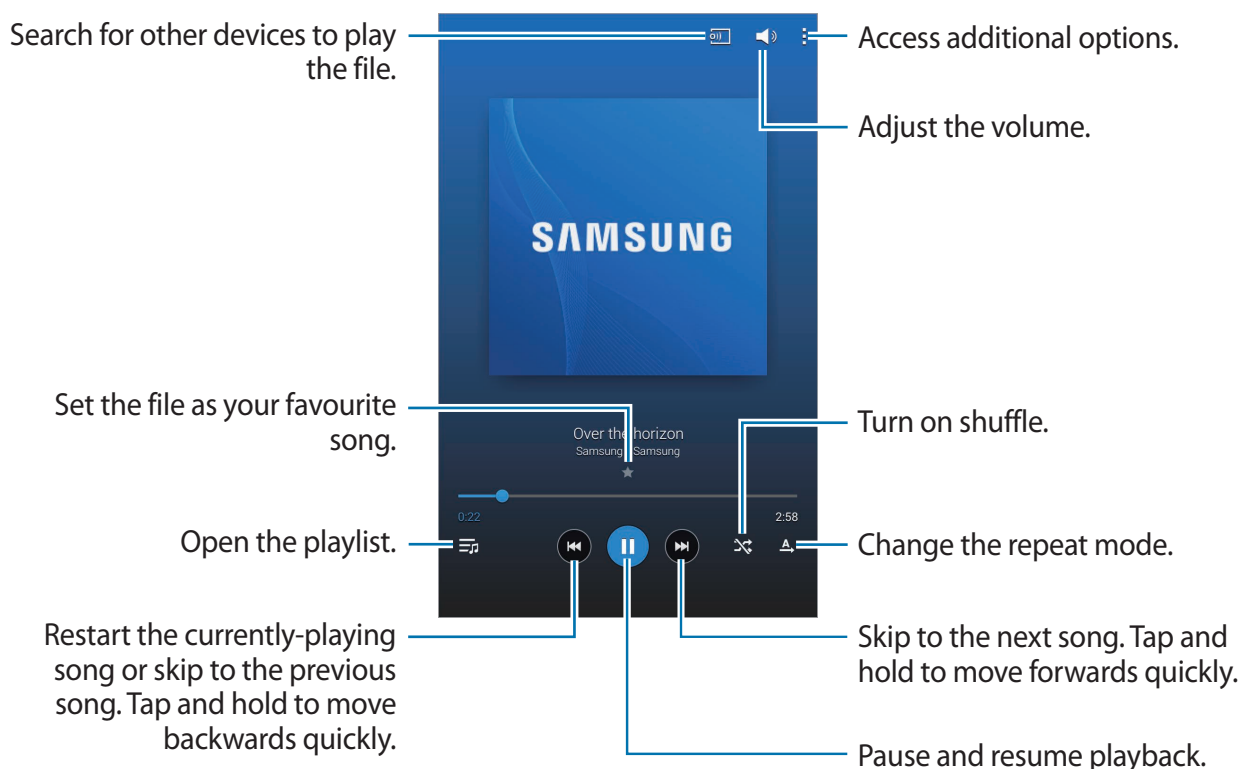 Search for other devices to play
the file.
Access additional options.
Adjust the volume.
SAMSUNG
Set the file as your favourite
song.
Over the horizon
Samsung Samsung
Turn on shuffle.
0:22
2:58
Open the playlist.
A
Change the repeat mode.
Restart the currently-playing
song or skip to the previous
song. Tap and hold to move
backwards quickly.
Skip to the next song. Tap and
hold to move forwards quickly.
Pause and resume playback.